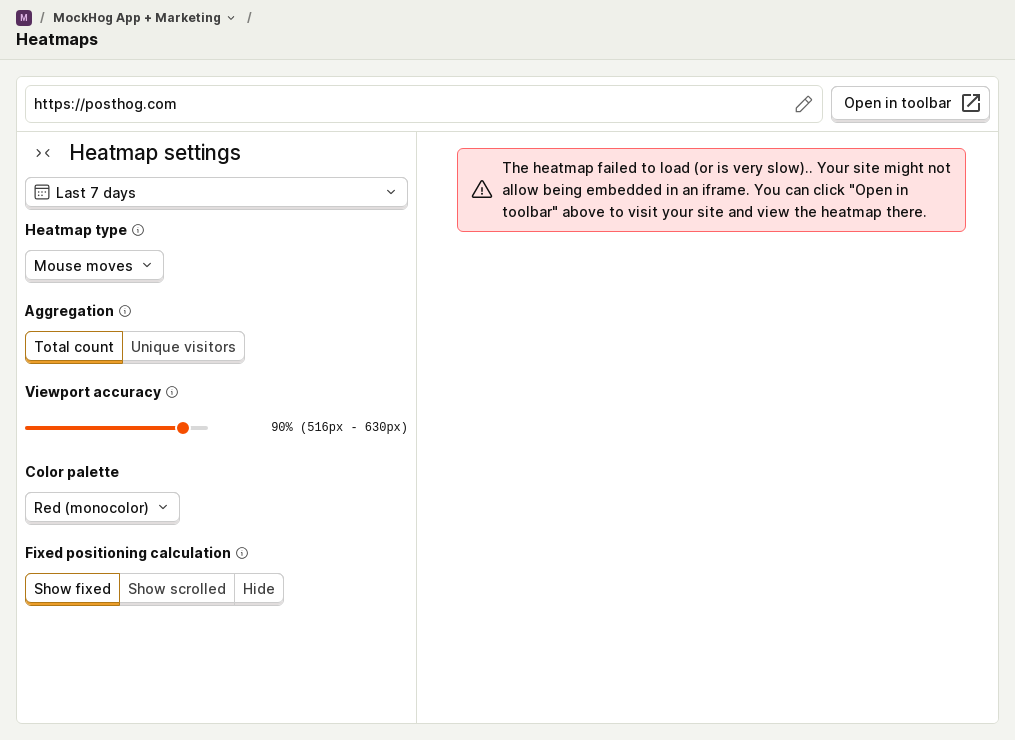 M / MockHog App + Marketing /
Heatmaps
https://posthog.com
Open in toolbar
Heatmap settings
Last 7 days
Heatmap type
Mouse moves
Aggregation
Total count Unique visitors
Viewport accuracy
90% (516px - 630px)
Color palette
Red (monocolor)
Fixed positioning calculation
Show fixed Show scrolled Hide
The heatmap failed to load (or is very slow).. Your site might not
allow being embedded in an iframe. You can click "Open in
toolbar" above to visit your site and view the heatmap there.